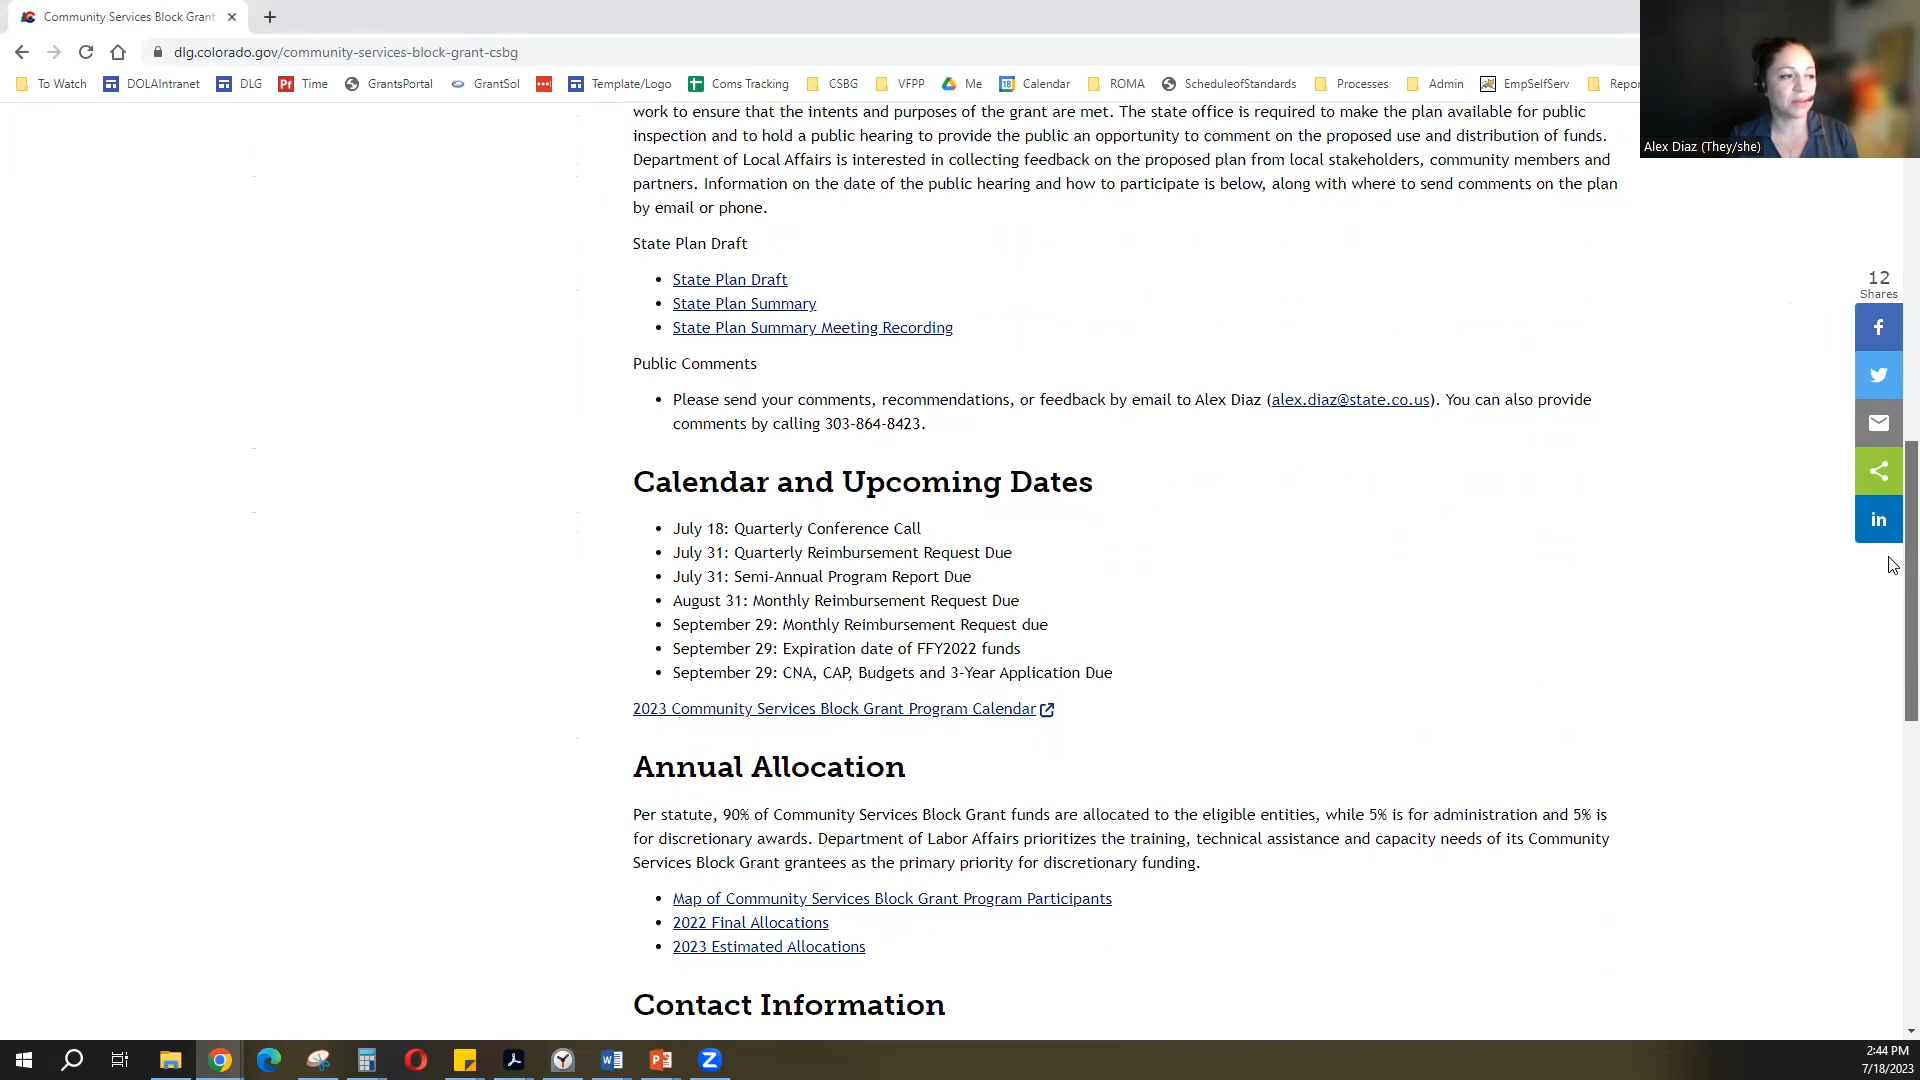 Community Services Block Grant
dlg.colorado.gov/community-services-block-grant-csbg
To Watch DOLAIntranet DLG Time GrantsPortal GrantSol Template/Logo Coms Tracking CSBG VFPP Me Calendar ROMA ScheduleofStandards Processes Admin EmpSelfServ Repor
Alex Diaz (They/she)
work to ensure that the intents and purposes of the grant are met. The state office is required to make the plan available for public
inspection and to hold a public hearing to provide the public an opportunity to comment on the proposed use and distribution of funds.
Department of Local Affairs is interested in collecting feedback on the proposed plan from local stakeholders, community members and
partners. Information on the date of the public hearing and how to participate is below, along with where to send comments on the plan
by email or phone.
State Plan Draft
• State Plan Draft
• State Plan Summary
• State Plan Summary Meeting Recording
Public Comments
• Please send your comments, recommendations, or feedback by email to Alex Diaz (alex.diaz@state.co.us). You can also provide
comments by calling 303-864-8423.
12
Shares
Calendar and Upcoming Dates
• July 18: Quarterly Conference Call
• July 31: Quarterly Reimbursement Request Due
• July 31: Semi-Annual Program Report Due
• August 31: Monthly Reimbursement Request Due
• September 29: Monthly Reimbursement Request due
• September 29: Expiration date of FFY2022 funds
• September 29: CNA, CAP, Budgets and 3-Year Application Due
2023 Community Services Block Grant Program Calendar
Annual Allocation
Per statute, 90% of Community Services Block Grant funds are allocated to the eligible entities, while 5% is for administration and 5% is
for discretionary awards. Department of Labor Affairs prioritizes the training, technical assistance and capacity needs of its Community
Services Block Grant grantees as the primary priority for discretionary funding.
• Map of Community Services Block Grant Program Participants
• 2022 Final Allocations
• 2023 Estimated Allocations
Contact Information
2:44 PM
7/18/2023